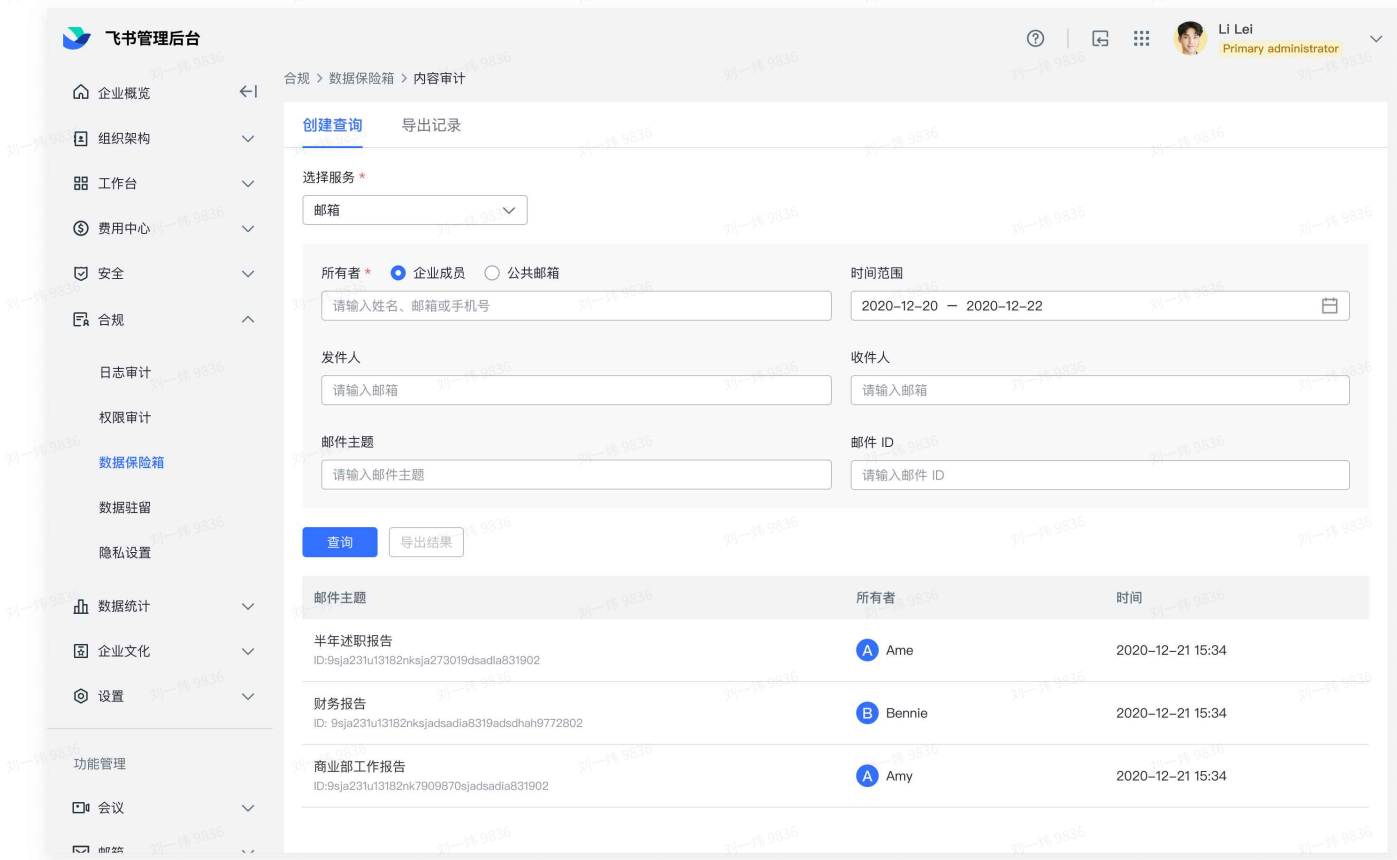 飞书管理后台
Li Lei
Primary administrator
合规 > 数据保险箱 > 内容审计
企业概览
组织架构
工作台
费用中心
安全
合规
日志审计
权限审计
数据保险箱
数据驻留
隐私设置
数据统计
企业文化
设置
功能管理
会议
邮箱
创建查询 导出记录
选择服务 *
邮箱
所有者 * 企业成员 公共邮箱
请输入姓名、邮箱或手机号
时间范围
2020-12-20 – 2020-12-22
发件人
请输入邮箱
收件人
请输入邮箱
邮件主题
请输入邮件主题
邮件 ID
请输入邮件 ID
查询 导出结果
邮件主题 所有者 时间
半年述职报告
ID:9sja231u13182nksja273019dsadla831902
A Ame 2020-12-21 15:34
财务报告
ID: 9sja231u13182nksjadsadia8319adsdhah9772802
B Bennie 2020-12-21 15:34
商业部工作报告
ID:9sja231u13182nk7909870sjadsadia831902
A Amy 2020-12-21 15:34
刘一炜 9836